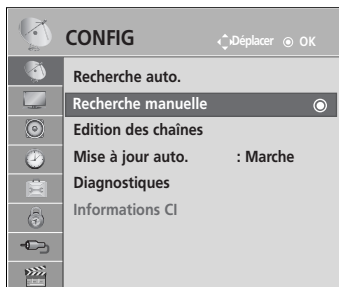 CONFIG Déplacer OK
Recherche auto.
Recherche manuelle
Edition des chaînes
Mise à jour auto. : Marche
Diagnostiques
Informations CI